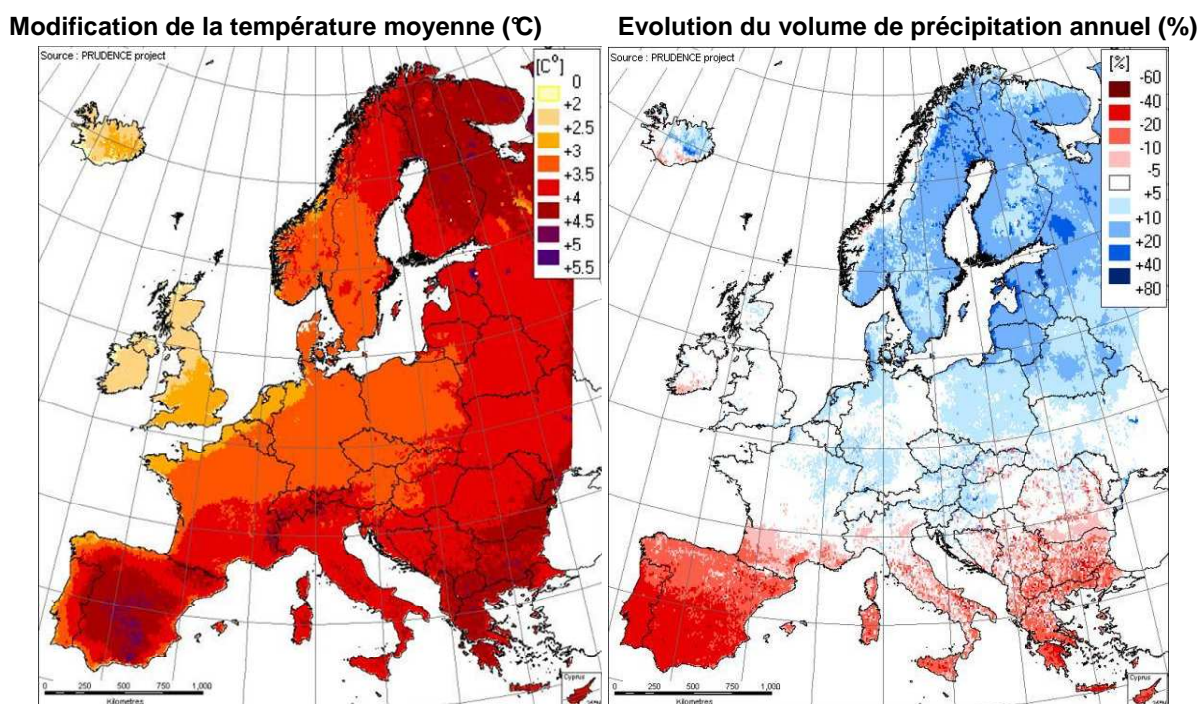 Modification de la température moyenne (°C)
Evolution du volume de précipitation annuel (%)
Source : PRUDENCE project
[C°]
0
+2
+2.5
+3
+3.5
+4
+4.5
+5
+5.5
0 250 500 750 1,000
Kilometres
Cyprus
Source : PRUDENCE project
[%]
-60
-40
-20
-10
-5
+5
+10
+20
+40
+80
0 250 500 750 1,000
Kilometres
Cyprus